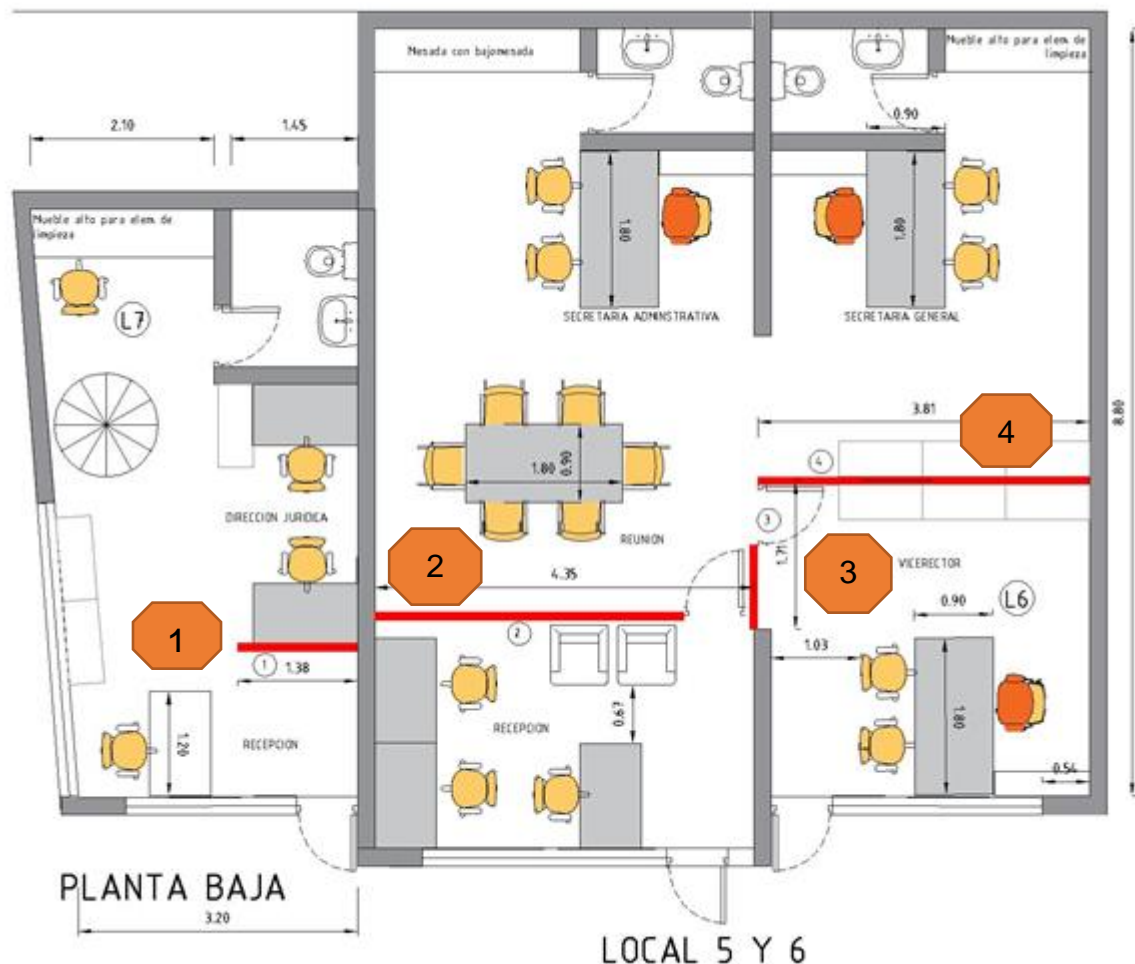 Mesada con bajomesada
Mueble alto para elem. de
limpieza
2.10
1.45
0.90
Mueble alto para elem. de
limpieza
L7
1.80
1.80
8.80
SECRETARIA ADMINSTRATIVA
SECRETARIA GENERAL
3.81
4
4
1.80
0.90
DIRECCION JURIDICA
REUNION
3
1.71
2
4.35
3
VICERECTOR
0.90
L6
1
2
1
1.38
1.03
1.80
0.67
RECEPCION
1.20
RECEPCION
0.54
PLANTA BAJA
3.20
LOCAL 5 Y 6